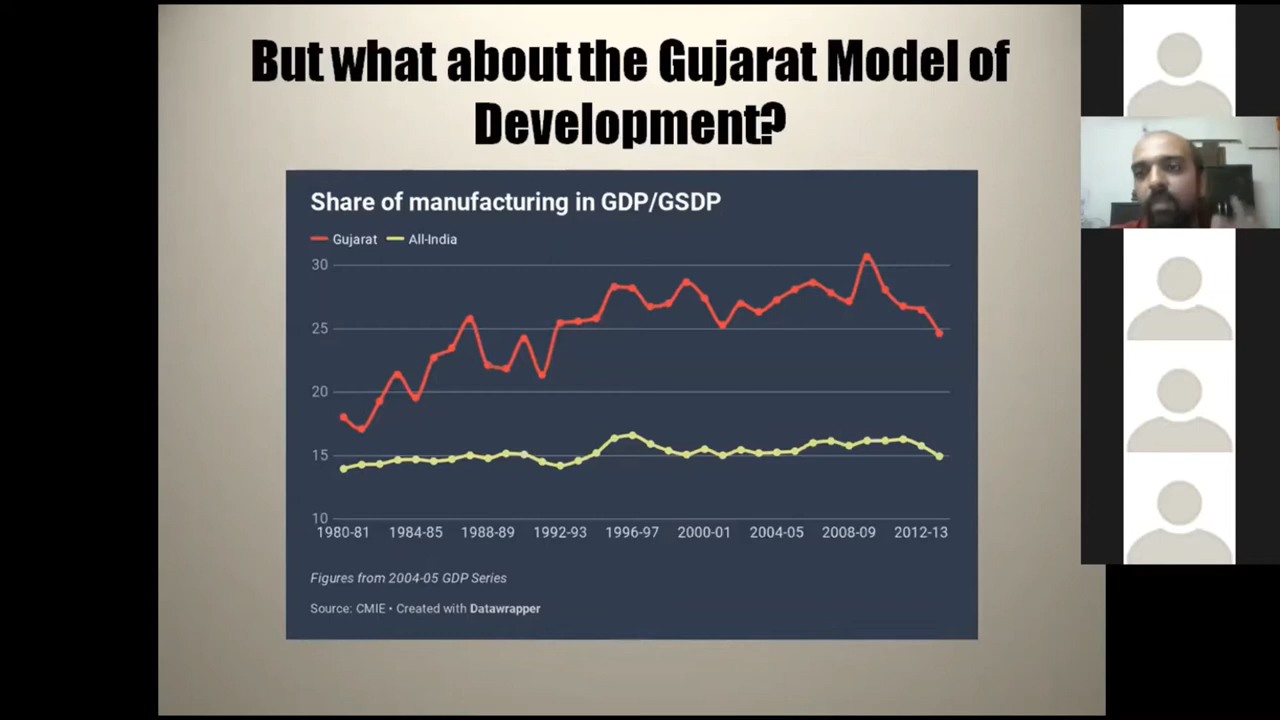 But what about the Gujarat Model of
Development?
Share of manufacturing in GDP/GSDP
Gujarat All-India
30
25
20
15
10
1980-81 1984-85 1988-89 1992-93 1996-97 2000-01 2004-05 2008-09 2012-13
Figures from 2004-05 GDP Series
Source: CMIE • Created with Datawrapper